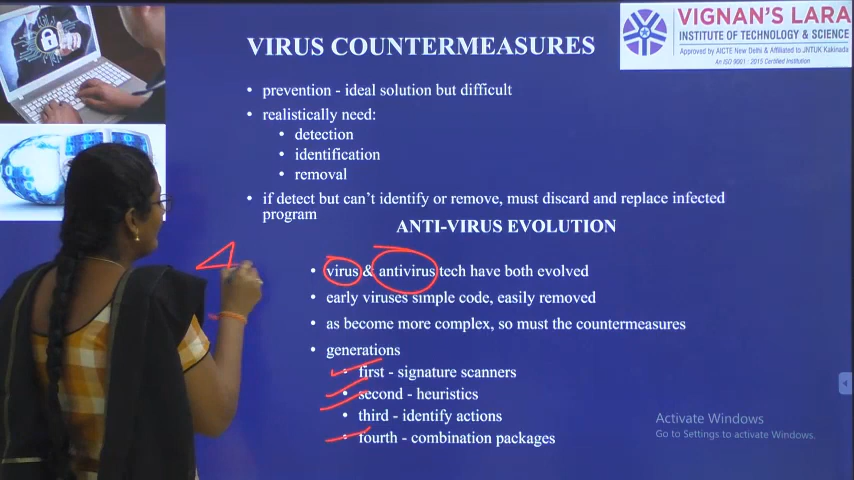 VIGNAN'S LARA
INSTITUTE OF TECHNOLOGY & SCIENCE
Approved by AICTE New Delhi & Affiliated to JNTUK Kakinada
An ISO 9001 : 2015 Certified Institution
VIRUS COUNTERMEASURES
• prevention - ideal solution but difficult
• realistically need:
• detection
• identification
• removal
• if detect but can't identify or remove, must discard and replace infected
program
ANTI-VIRUS EVOLUTION
• virus & antivirus tech have both evolved
• early viruses simple code, easily removed
• as become more complex, so must the countermeasures
• generations
• first - signature scanners
• second - heuristics
• third - identify actions
• fourth - combination packages
4
Activate Windows
Go to Settings to activate Windows.